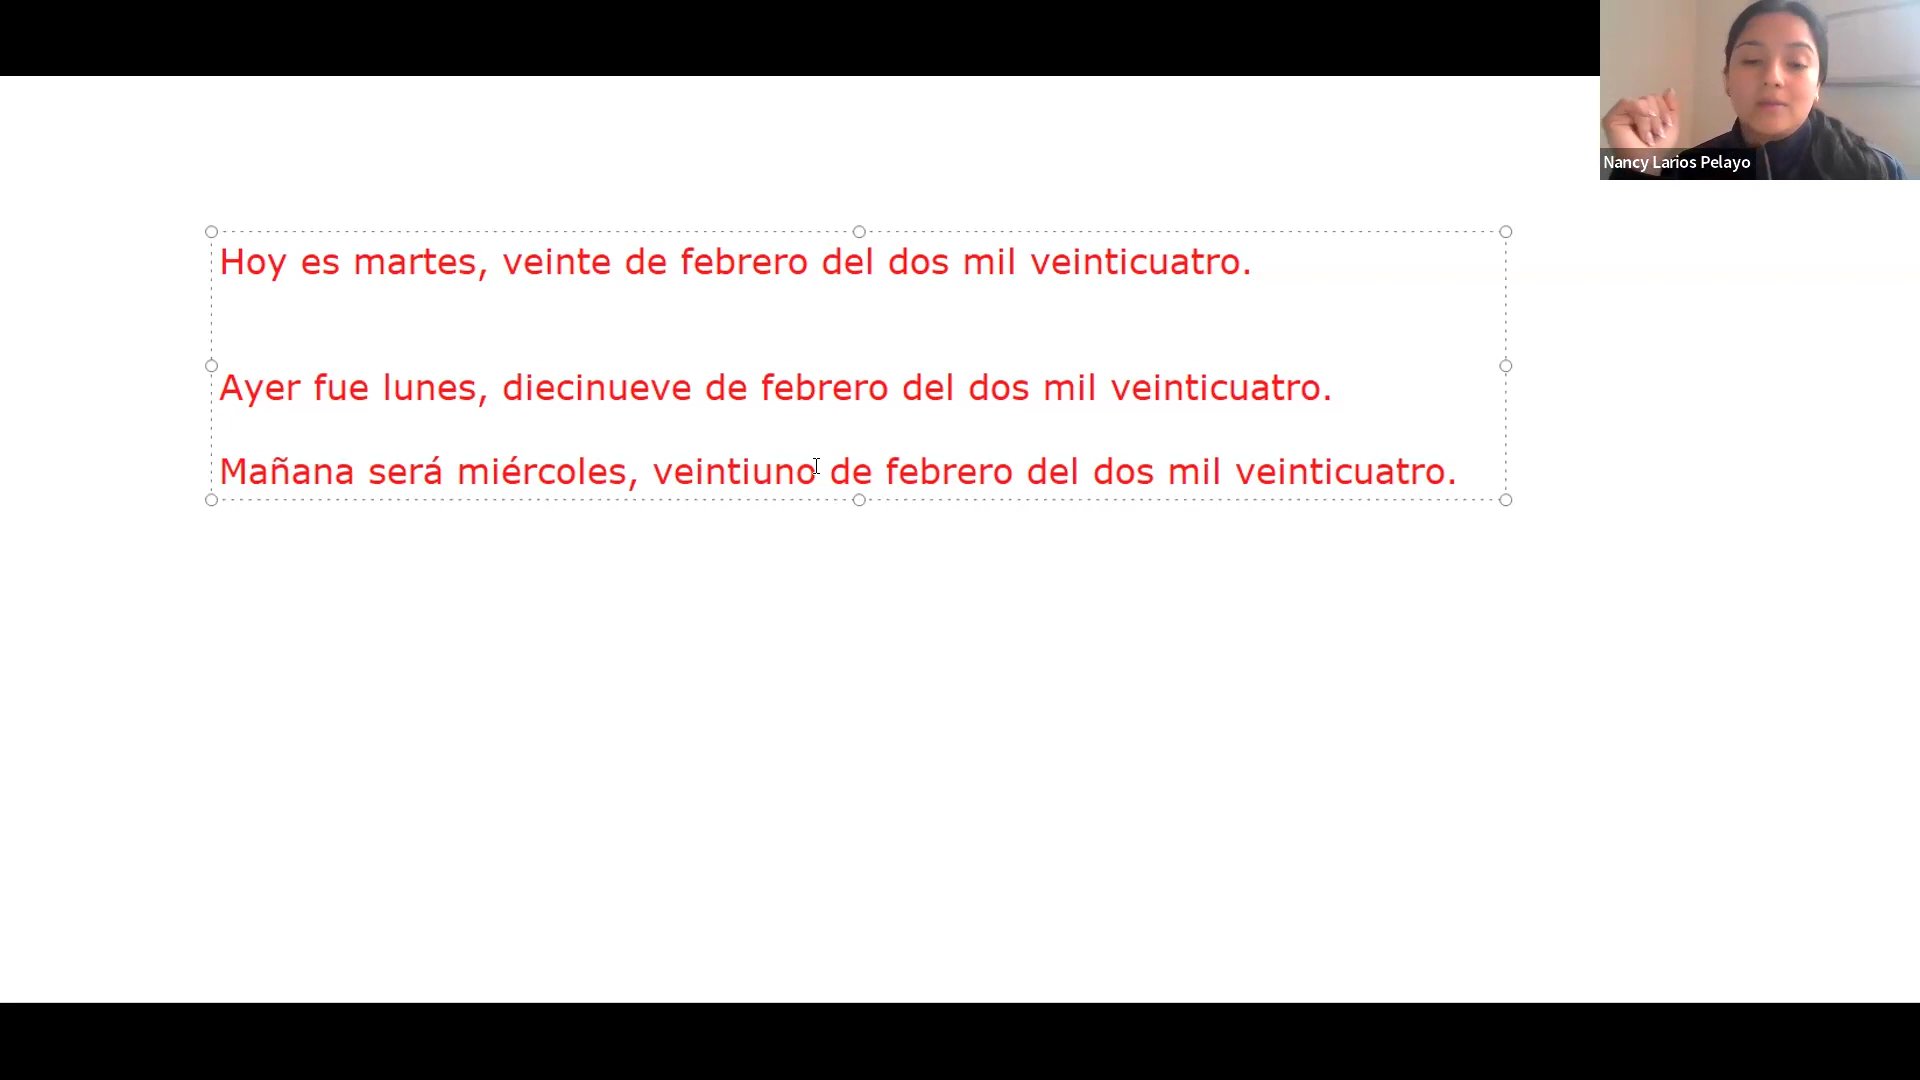 Nancy Larios Pelayo
Hoy es martes, veinte de febrero del dos mil veinticuatro.
Ayer fue lunes, diecinueve de febrero del dos mil veinticuatro.
Mañana será miércoles, veintiuno de febrero del dos mil veinticuatro.